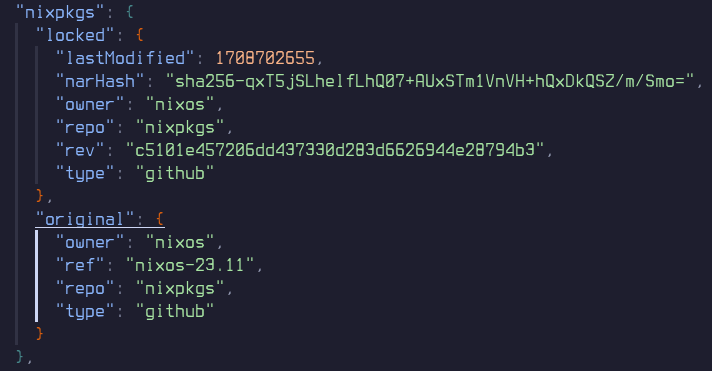 "nixpkgs": {
"locked": {
"lastModified": 1708702655,
"narHash": "sha256-qxT5jSLhelfLhQ07+AUxSTm1VnVH+hQxDkQSZ/m/Smo=",
"owner": "nixos",
"repo": "nixpkgs",
"rev": "c5101e457206dd437330d283d6626944e28794b3",
"type": "github"
},
"original": {
"owner": "nixos",
"ref": "nixos-23.11",
"repo": "nixpkgs",
"type": "github"
}
},